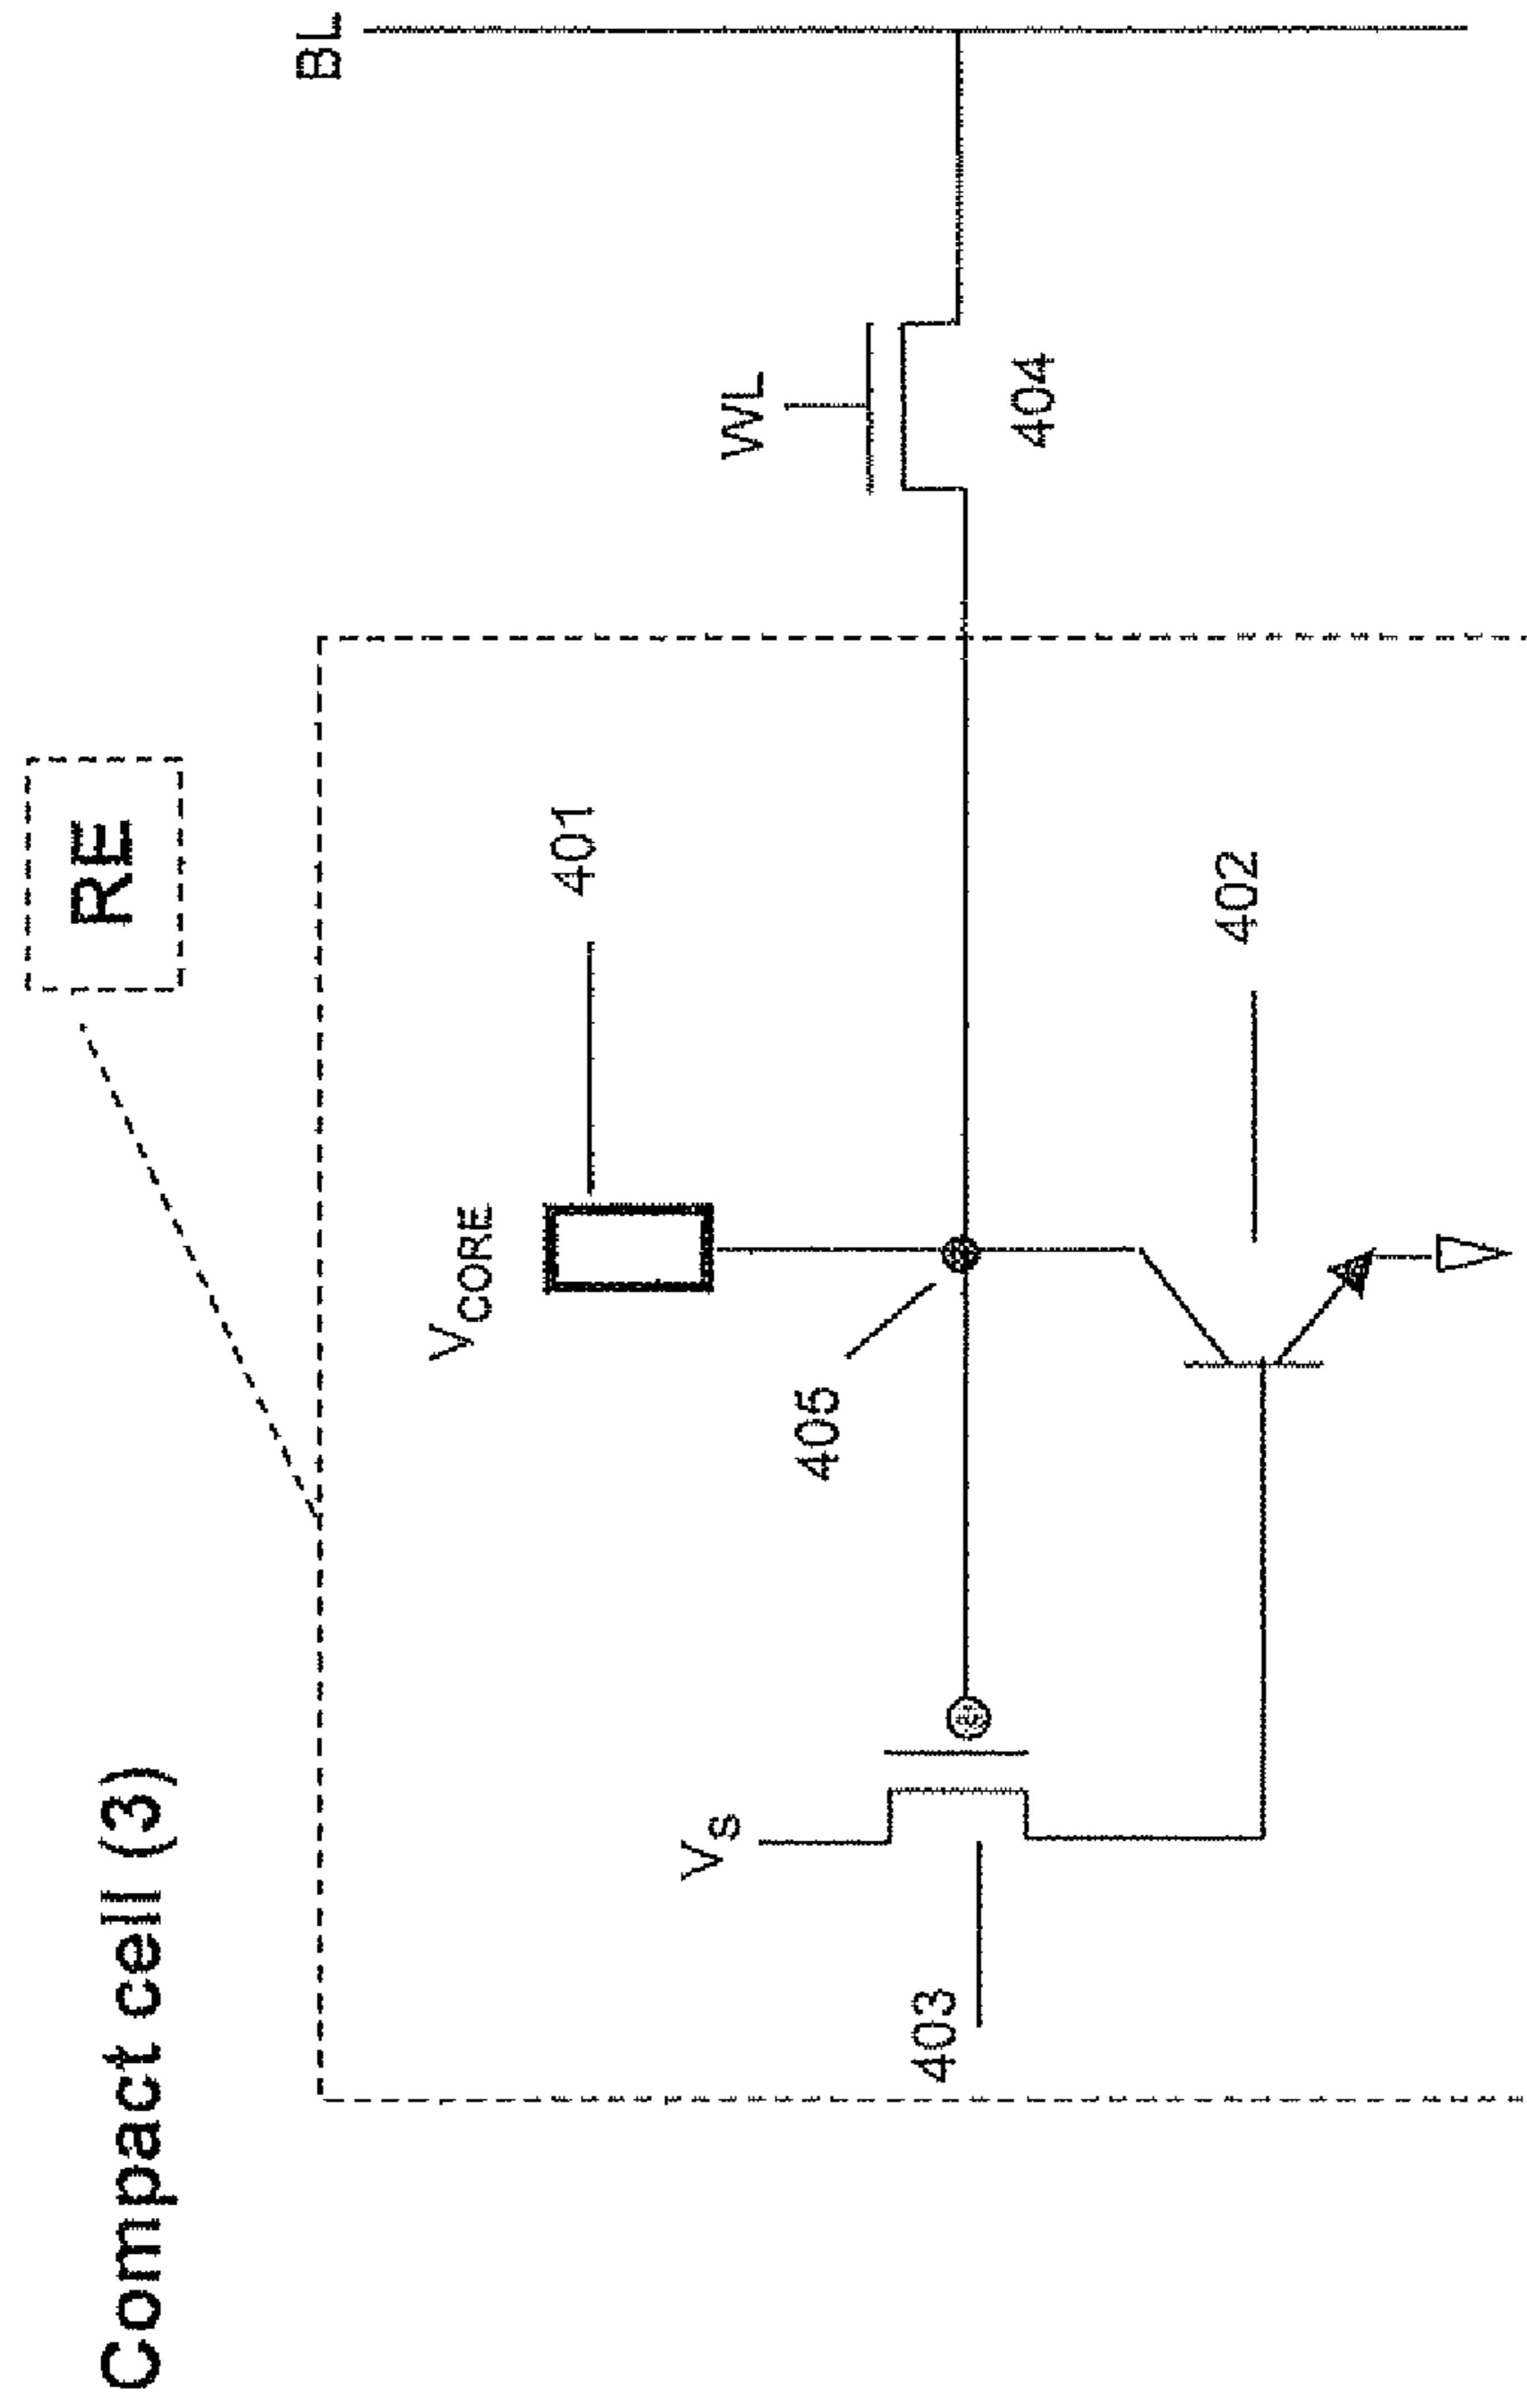 Compact cell (3)
RE
BL
V_CORE
401
WL
V_S
405
404
403
402